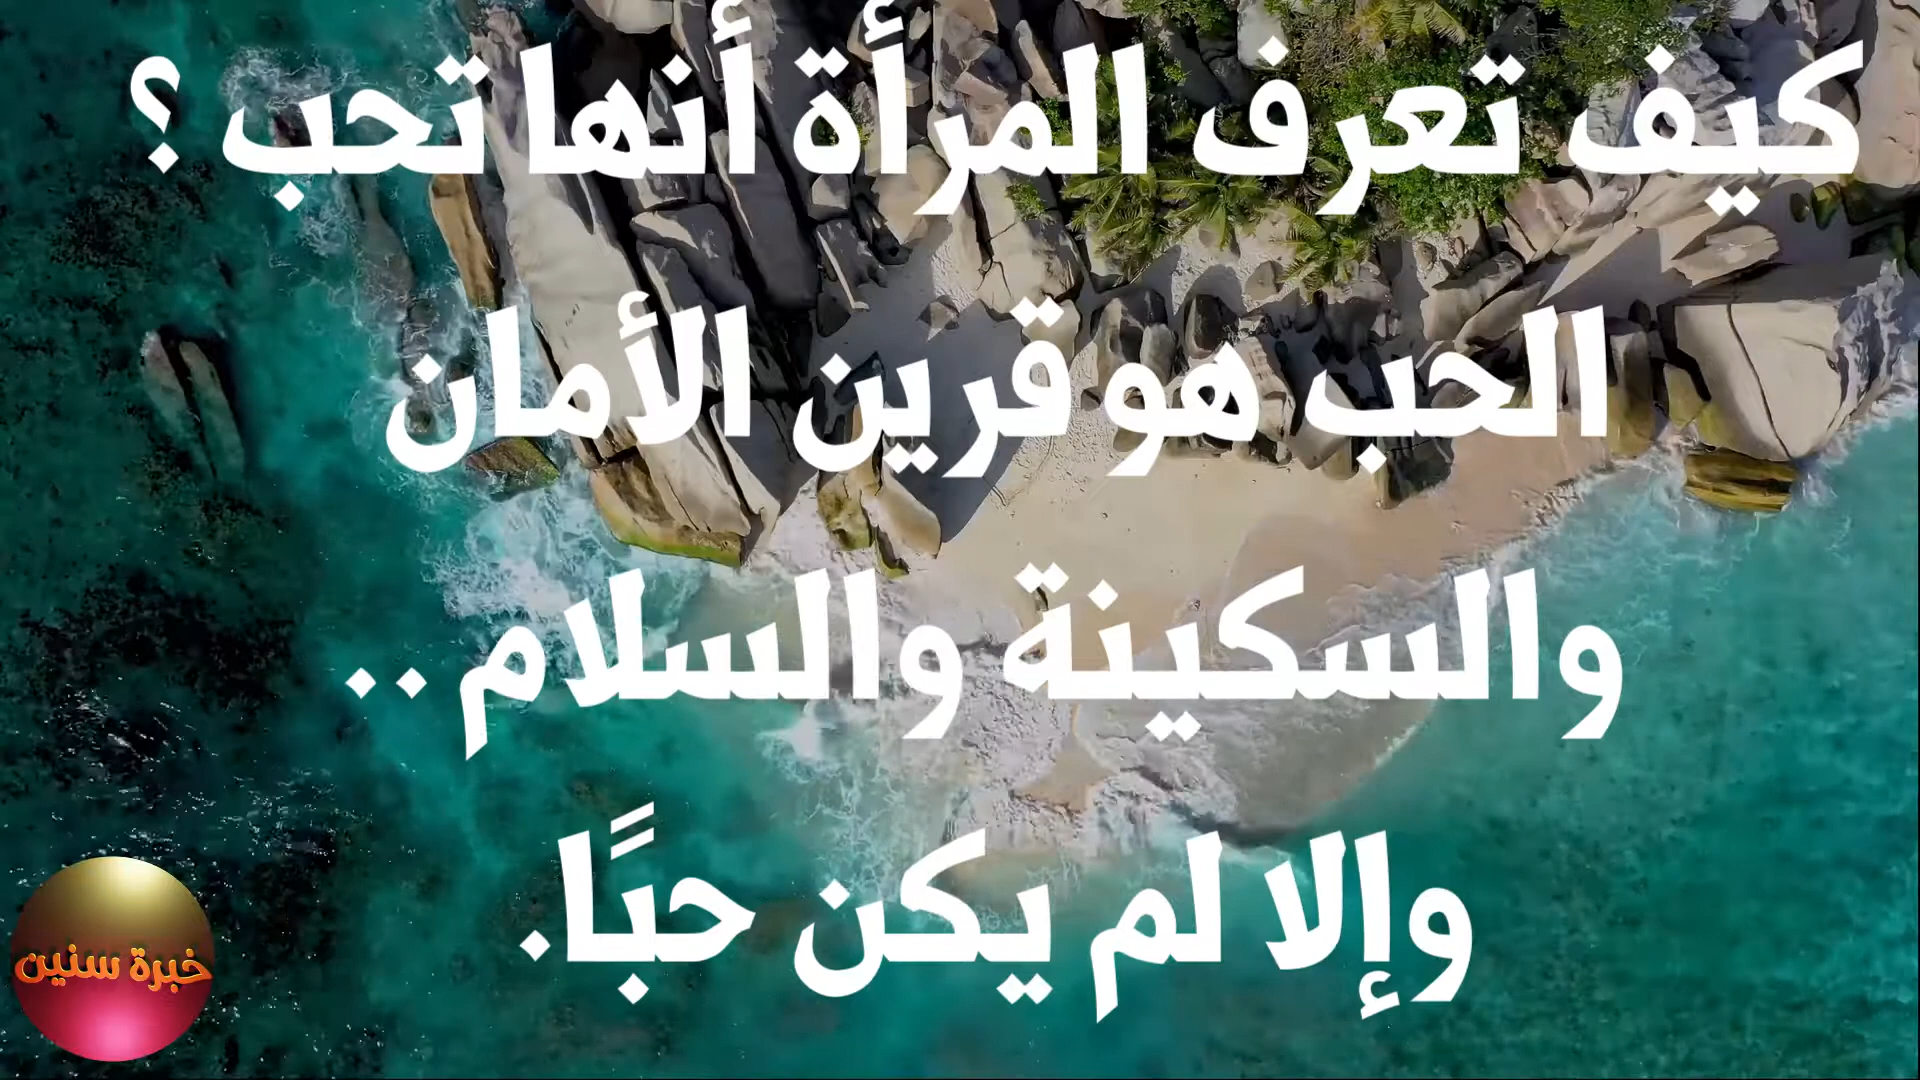 كيف تعرف المرأة أنها تحب ؟
الحب هو قرين الأمان
والسكينة والسلام ..
وإلا لم يكن حبًا.
خبرة سنين